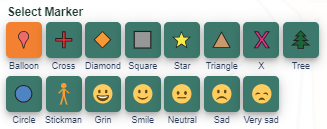 Select Marker
Balloon Cross Diamond Square Star Triangle X Tree
Circle Stickman Grin Smile Neutral Sad Very sad